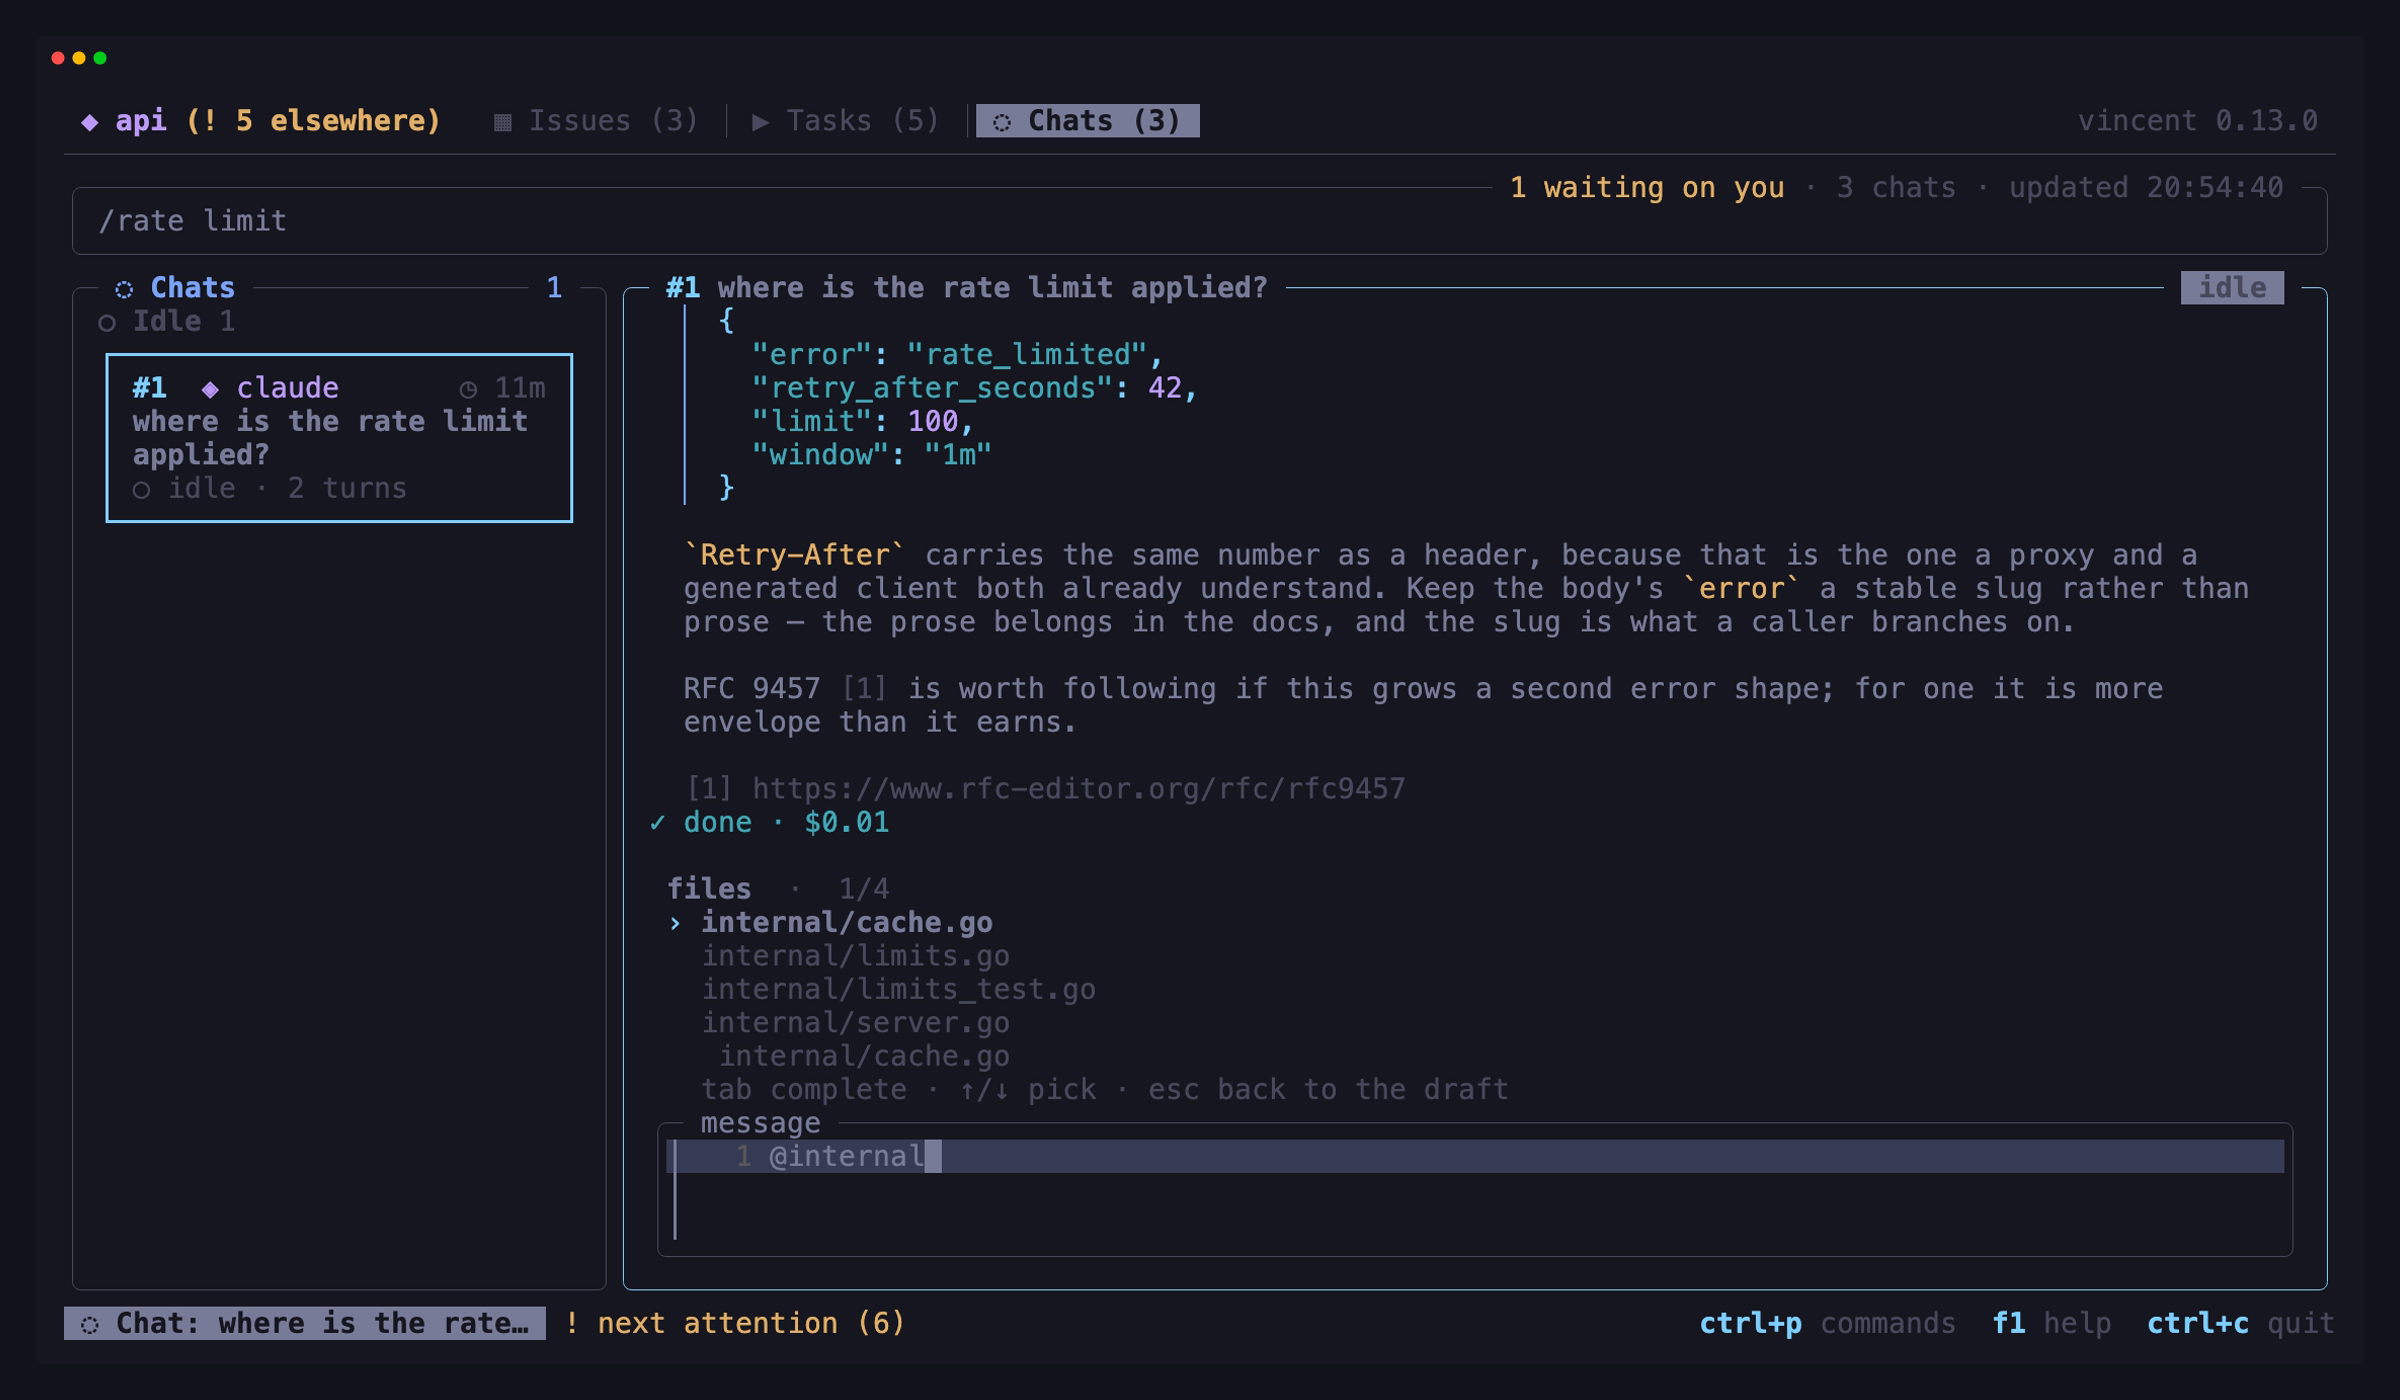 ◆ api (! 5 elsewhere) ▦ Issues (3) ▶ Tasks (5) ◌ Chats (3) vincent 0.13.0
1 waiting on you · 3 chats · updated 20:54:40
/rate limit
◌ Chats 1
○ Idle 1
#1 ◈ claude ◷ 11m
where is the rate limit
applied?
○ idle · 2 turns
#1 where is the rate limit applied? idle
{
"error": "rate_limited",
"retry_after_seconds": 42,
"limit": 100,
"window": "1m"
}
`Retry-After` carries the same number as a header, because that is the one a proxy and a
generated client both already understand. Keep the body's `error` a stable slug rather than
prose — the prose belongs in the docs, and the slug is what a caller branches on.
RFC 9457 [1] is worth following if this grows a second error shape; for one it is more
envelope than it earns.
[1] https://www.rfc-editor.org/rfc/rfc9457
✓ done · $0.01
files · 1/4
› internal/cache.go
internal/limits.go
internal/limits_test.go
internal/server.go
internal/cache.go
tab complete · ↑/↓ pick · esc back to the draft
message
1 @internal
◌ Chat: where is the rate… ! next attention (6) ctrl+p commands f1 help ctrl+c quit